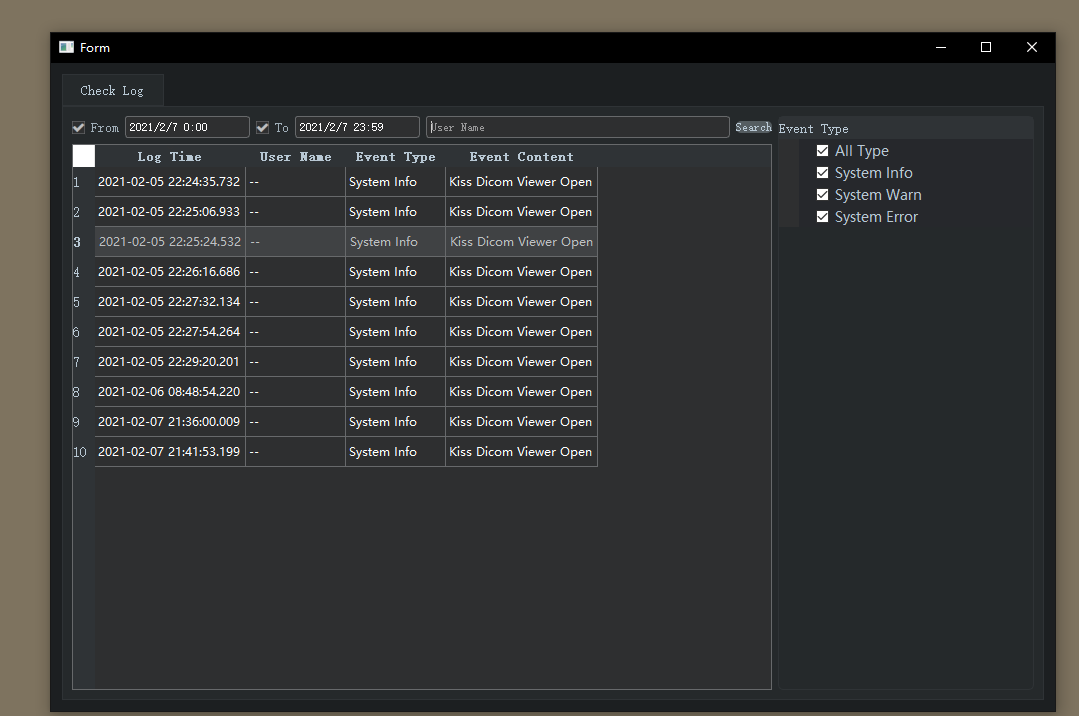 Form
Check Log
From 2021/2/7 0:00 To 2021/2/7 23:59 User Name Search Event Type
Log Time User Name Event Type Event Content
All Type
System Info
System Warn
System Error
1 2021-02-05 22:24:35.732 -- System Info Kiss Dicom Viewer Open
2 2021-02-05 22:25:06.933 -- System Info Kiss Dicom Viewer Open
3 2021-02-05 22:25:24.532 -- System Info Kiss Dicom Viewer Open
4 2021-02-05 22:26:16.686 -- System Info Kiss Dicom Viewer Open
5 2021-02-05 22:27:32.134 -- System Info Kiss Dicom Viewer Open
6 2021-02-05 22:27:54.264 -- System Info Kiss Dicom Viewer Open
7 2021-02-05 22:29:20.201 -- System Info Kiss Dicom Viewer Open
8 2021-02-06 08:48:54.220 -- System Info Kiss Dicom Viewer Open
9 2021-02-07 21:36:00.009 -- System Info Kiss Dicom Viewer Open
10 2021-02-07 21:41:53.199 -- System Info Kiss Dicom Viewer Open